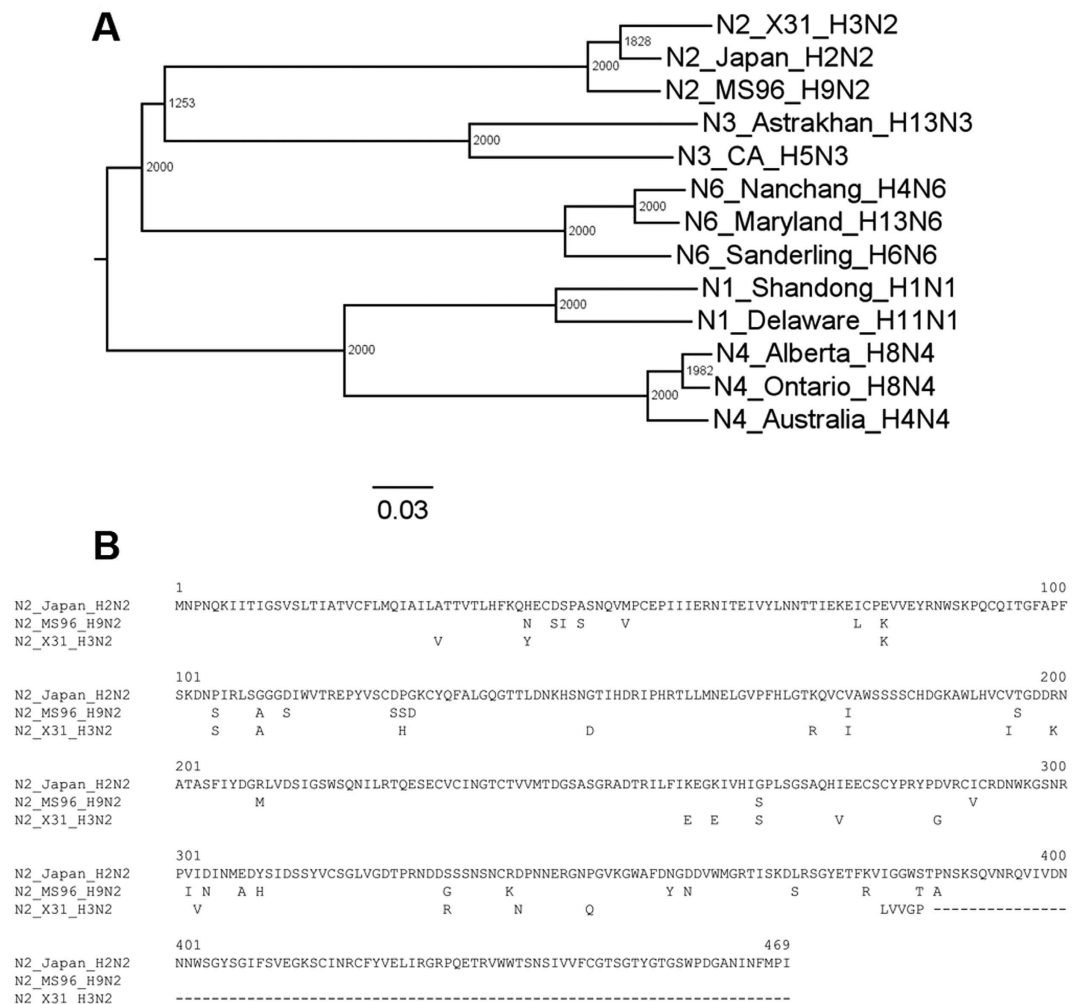 A
N2_X31_H3N2
1828
N2_Japan_H2N2
2000
N2_MS96_H9N2
1253
N3_Astrakhan_H13N3
2000
N3_CA_H5N3
2000
N6_Nanchang_H4N6
2000
N6_Maryland_H13N6
2000
N6_Sanderling_H6N6
N1_Shandong_H1N1
2000
N1_Delaware_H11N1
2000
N4_Alberta_H8N4
1982
N4_Ontario_H8N4
2000
N4_Australia_H4N4
0.03
B
1 100
N2_Japan_H2N2 MNPNQKIITIGSVSLTIATVCFLMQIAILATTVTLHFKQHECDSPASNQVMPCEPIIIERNITEIVYLNNTTIEKEICPEVVEYRNWSKPQCQITGFAPF
N2_MS96_H9N2 N SI S V L K
N2_X31_H3N2 V Y K
101 200
N2_Japan_H2N2 SKDNPIRLSGGGDIWVTREPYVSCDPGKCYQFALGQGTTLDNKHSNGTIHDRIPHRTLLMNELGVPFHLGTKQVCVAWSSSSCHDGKAWLHVCVTGDDRN
N2_MS96_H9N2 S A S SSD I S
N2_X31_H3N2 S A H D R I I K
201 300
N2_Japan_H2N2 ATASFIYDGRLVDSIGSWSQNILRTQESECVCINGTCTVVMTDGSASGRADTRILFIKEGKIVHIGPLSGSAQHIEECSCYPRYPDVRCICRDNWKGSNR
N2_MS96_H9N2 M S V
N2_X31_H3N2 E E S V G
301 400
N2_Japan_H2N2 PVIDINMEDYSIDSSYVCSGLVGDTPRNDDSSSNSNCRDPNNERGNPGVKGWAFDNGDDVWMGRTISKDLRSGYETFKVIGGWSTPNSKSQVNRQVIVDN
N2_MS96_H9N2 I N A H G K Y N S R T A
N2_X31_H3N2 V R N Q LVVGP ---------------
401 469
N2_Japan_H2N2 NNWSGYSGIFSVEGKSCINRCFYVELIRGRPQETRVWWTSNSIVVFCGTSGTYGTGSWPDGANINFMPI
N2_MS96_H9N2
N2_X31_H3N2 ---------------------------------------------------------------------